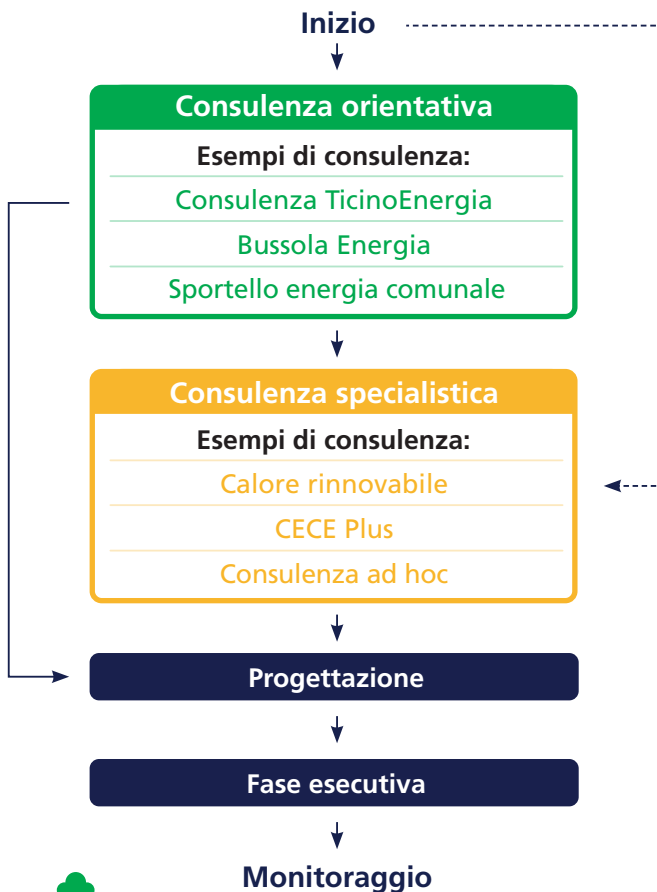 Inizio
Consulenza orientativa
Esempi di consulenza:
Consulenza TicinoEnergia
Bussola Energia
Sportello energia comunale
Consulenza specialistica
Esempi di consulenza:
Calore rinnovabile
CECE Plus
Consulenza ad hoc
Progettazione
Fase esecutiva
Monitoraggio